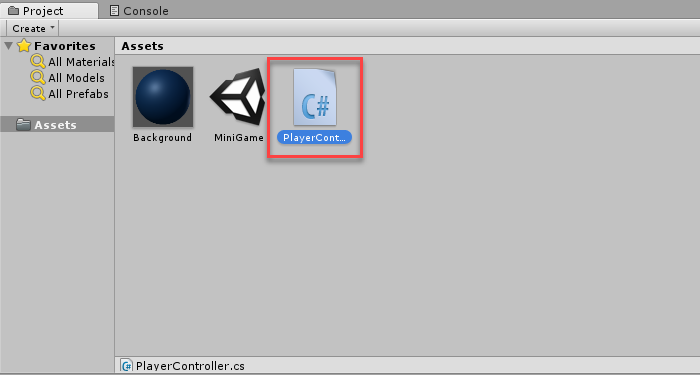 Project
Console
Create
Favorites
All Materials
All Models
All Prefabs
Assets
Assets
Background
MiniGame
C#
PlayerCont...
C# PlayerController.cs